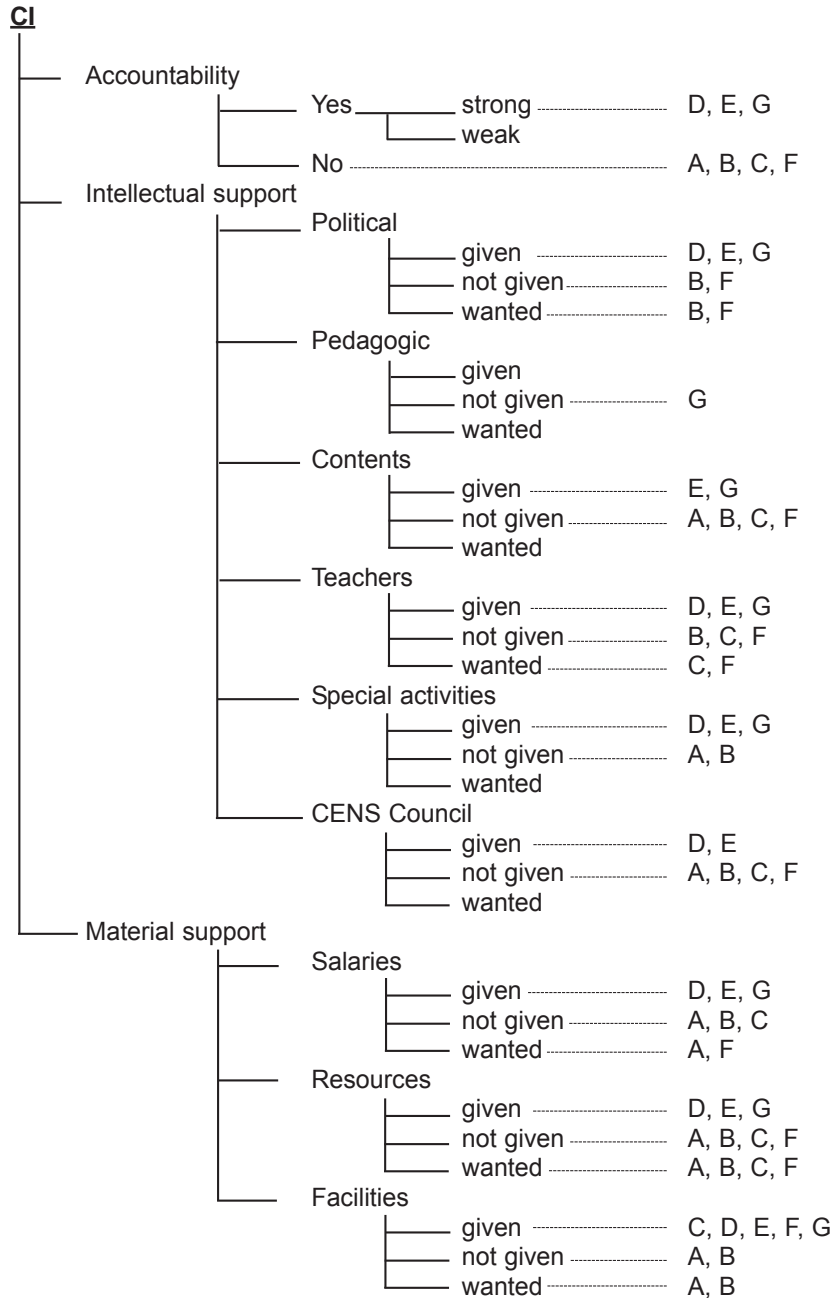 CI
Accountability
Yes strong D, E, G
weak
No A, B, C, F
Intellectual support
Political
given D, E, G
not given B, F
wanted B, F
Pedagogic
given
not given G
wanted
Contents
given E, G
not given A, B, C, F
wanted
Teachers
given D, E, G
not given B, C, F
wanted C, F
Special activities
given D, E, G
not given A, B
wanted
CENS Council
given D, E
not given A, B, C, F
wanted
Material support
Salaries
given D, E, G
not given A, B, C
wanted A, F
Resources
given D, E, G
not given A, B, C, F
wanted A, B, C, F
Facilities
given C, D, E, F, G
not given A, B
wanted A, B